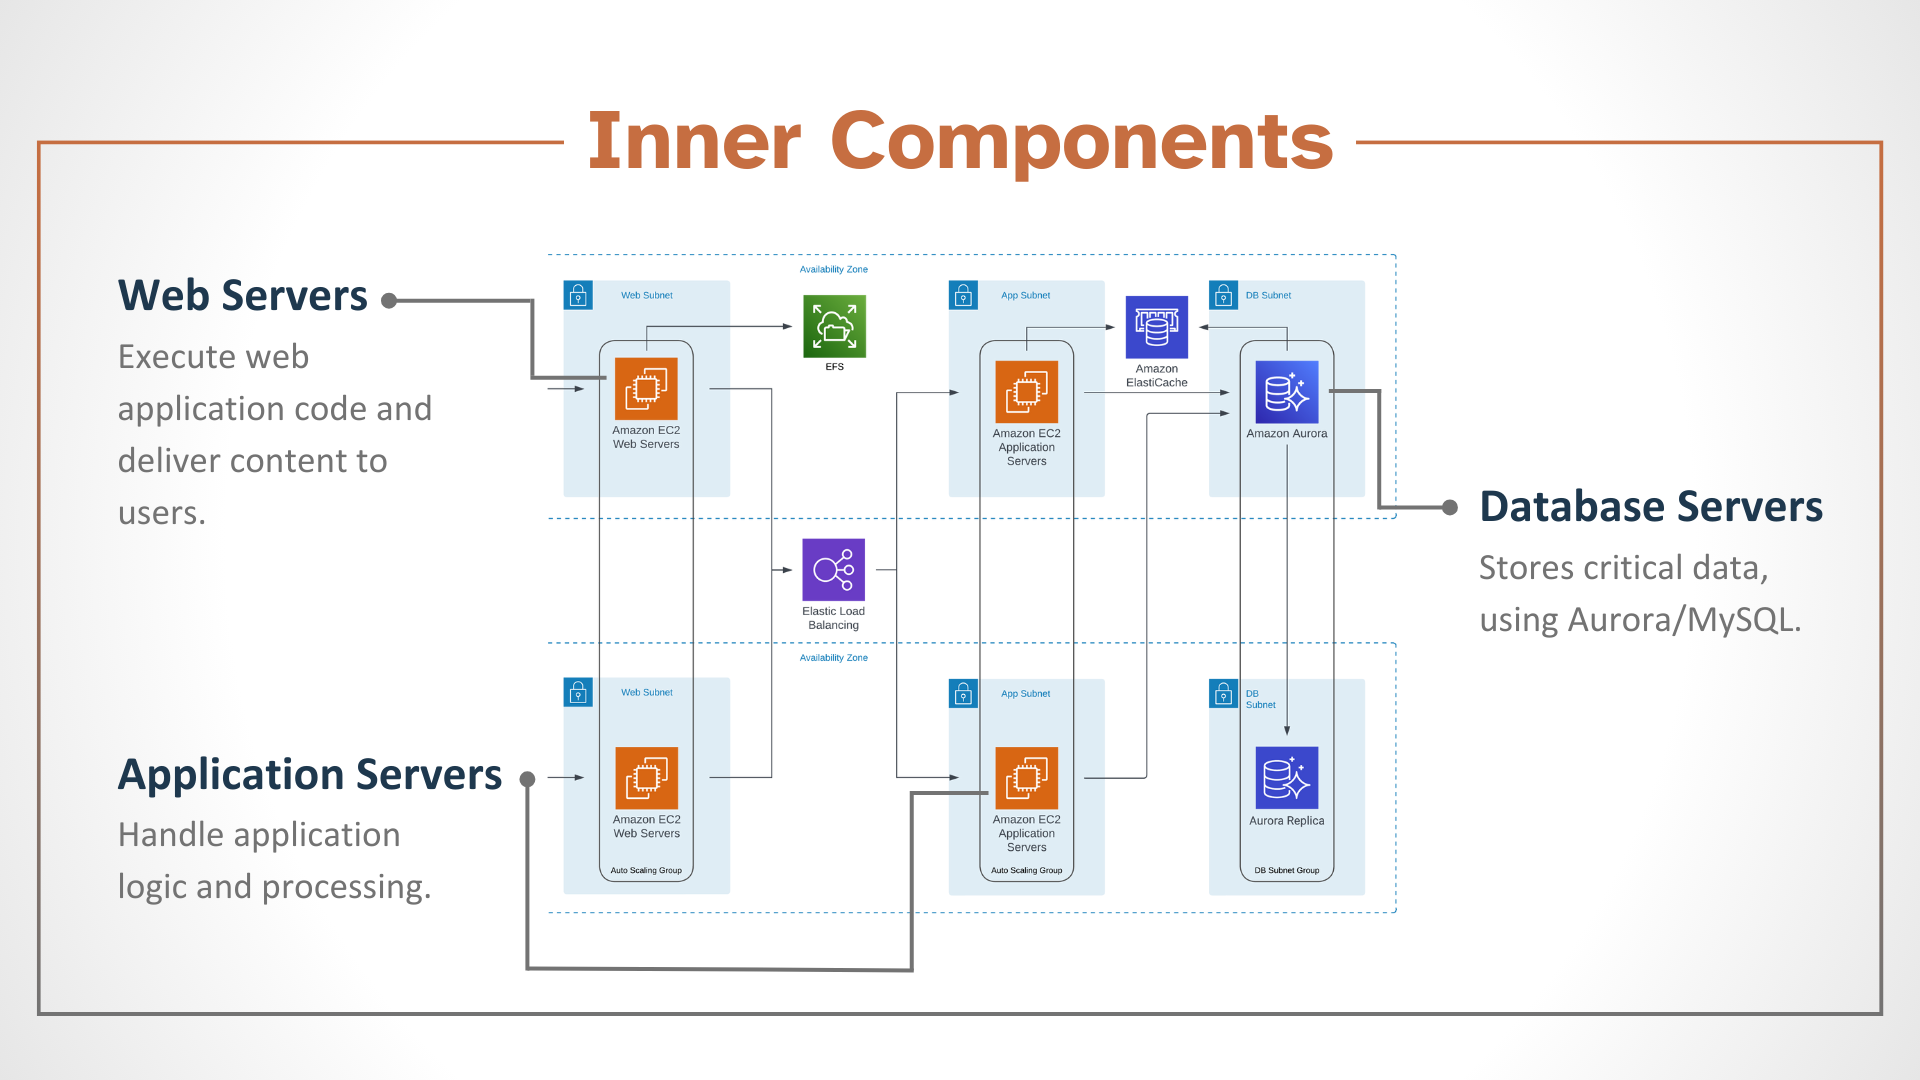 Inner Components
Web Servers
Execute web
application code and
deliver content to
users.
Application Servers
Handle application
logic and processing.
Availability Zone
Web Subnet
EFS
Amazon EC2
Web Servers
App Subnet
Amazon EC2
Application
Servers
Amazon
ElastiCache
DB Subnet
Amazon Aurora
Elastic Load
Balancing
Availability Zone
Web Subnet
Amazon EC2
Web Servers
Auto Scaling Group
App Subnet
Amazon EC2
Application
Servers
Auto Scaling Group
DB
Subnet
Aurora Replica
DB Subnet Group
Database Servers
Stores critical data,
using Aurora/MySQL.